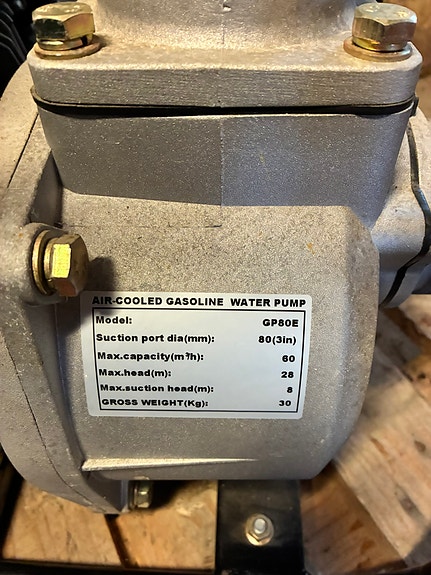 AIR-COOLED GASOLINE WATER PUMP
Model: GP80E
Suction port dia(mm): 80(3in)
Max.capacity(m³/h): 60
Max.head(m): 28
Max.suction head(m): 8
GROSS WEIGHT(Kg): 30